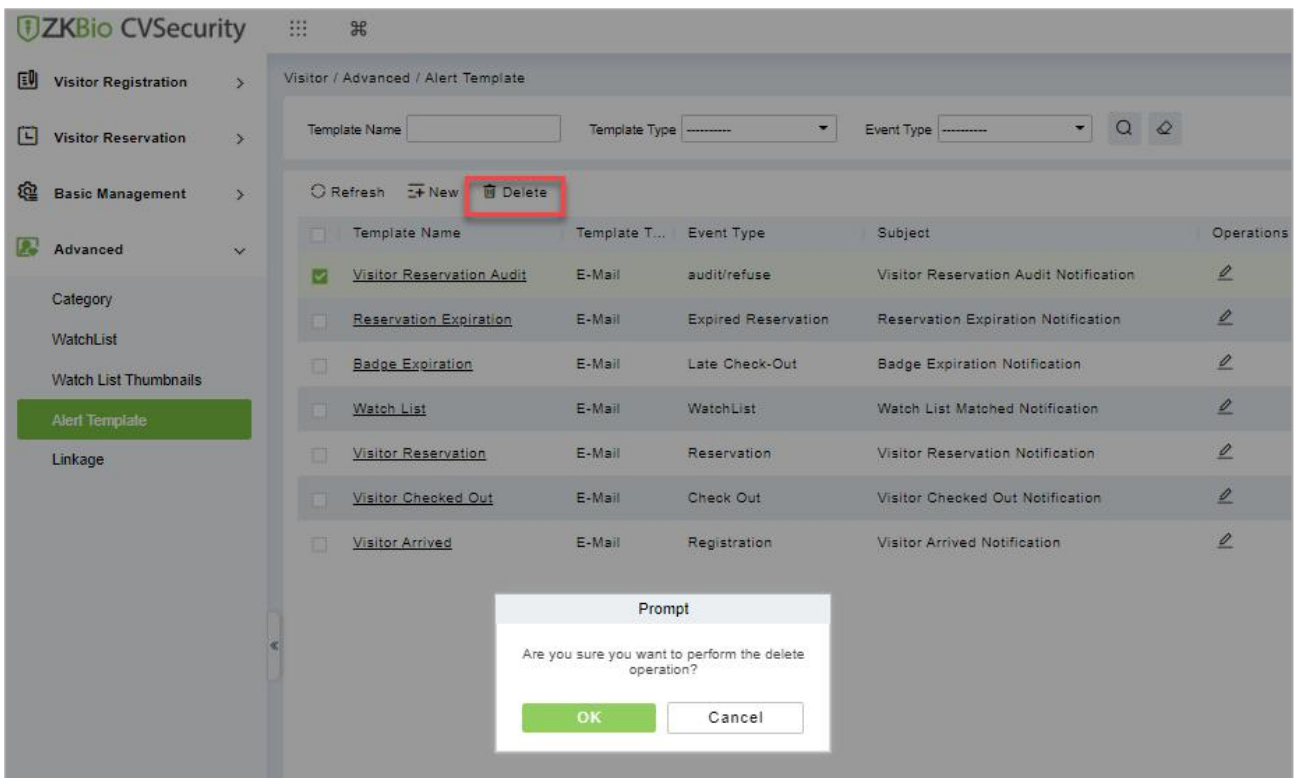 ZKBio CVSecurity
Visitor Registration
Visitor Reservation
Basic Management
Advanced
Category
WatchList
Watch List Thumbnails
Alert Template
Linkage
Visitor / Advanced / Alert Template
Template Name Template Type ---------- Event Type ----------
Refresh New Delete
Template Name Template T... Event Type Subject Operations
Visitor Reservation Audit E-Mail audit/refuse Visitor Reservation Audit Notification
Reservation Expiration E-Mail Expired Reservation Reservation Expiration Notification
Badge Expiration E-Mail Late Check-Out Badge Expiration Notification
Watch List E-Mail WatchList Watch List Matched Notification
Visitor Reservation E-Mail Reservation Visitor Reservation Notification
Visitor Checked Out E-Mail Check Out Visitor Checked Out Notification
Visitor Arrived E-Mail Registration Visitor Arrived Notification
Prompt
Are you sure you want to perform the delete
operation?
OK Cancel